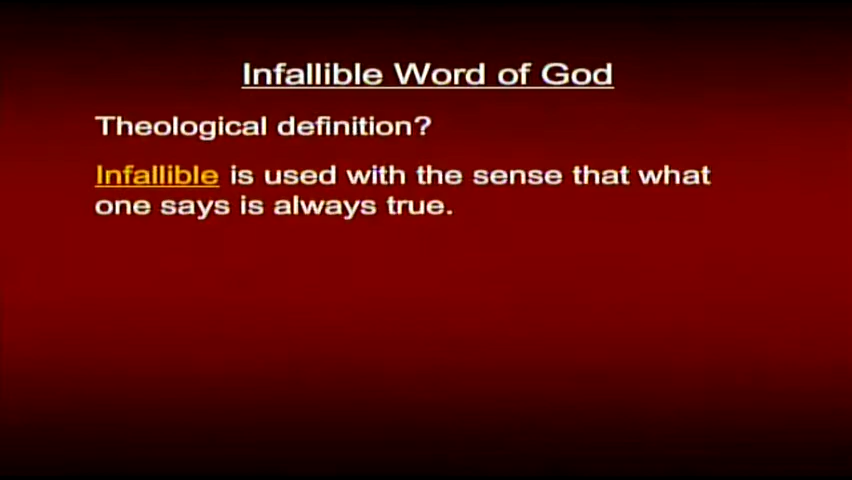 Infallible Word of God
Theological definition?
Infallible is used with the sense that what
one says is always true.